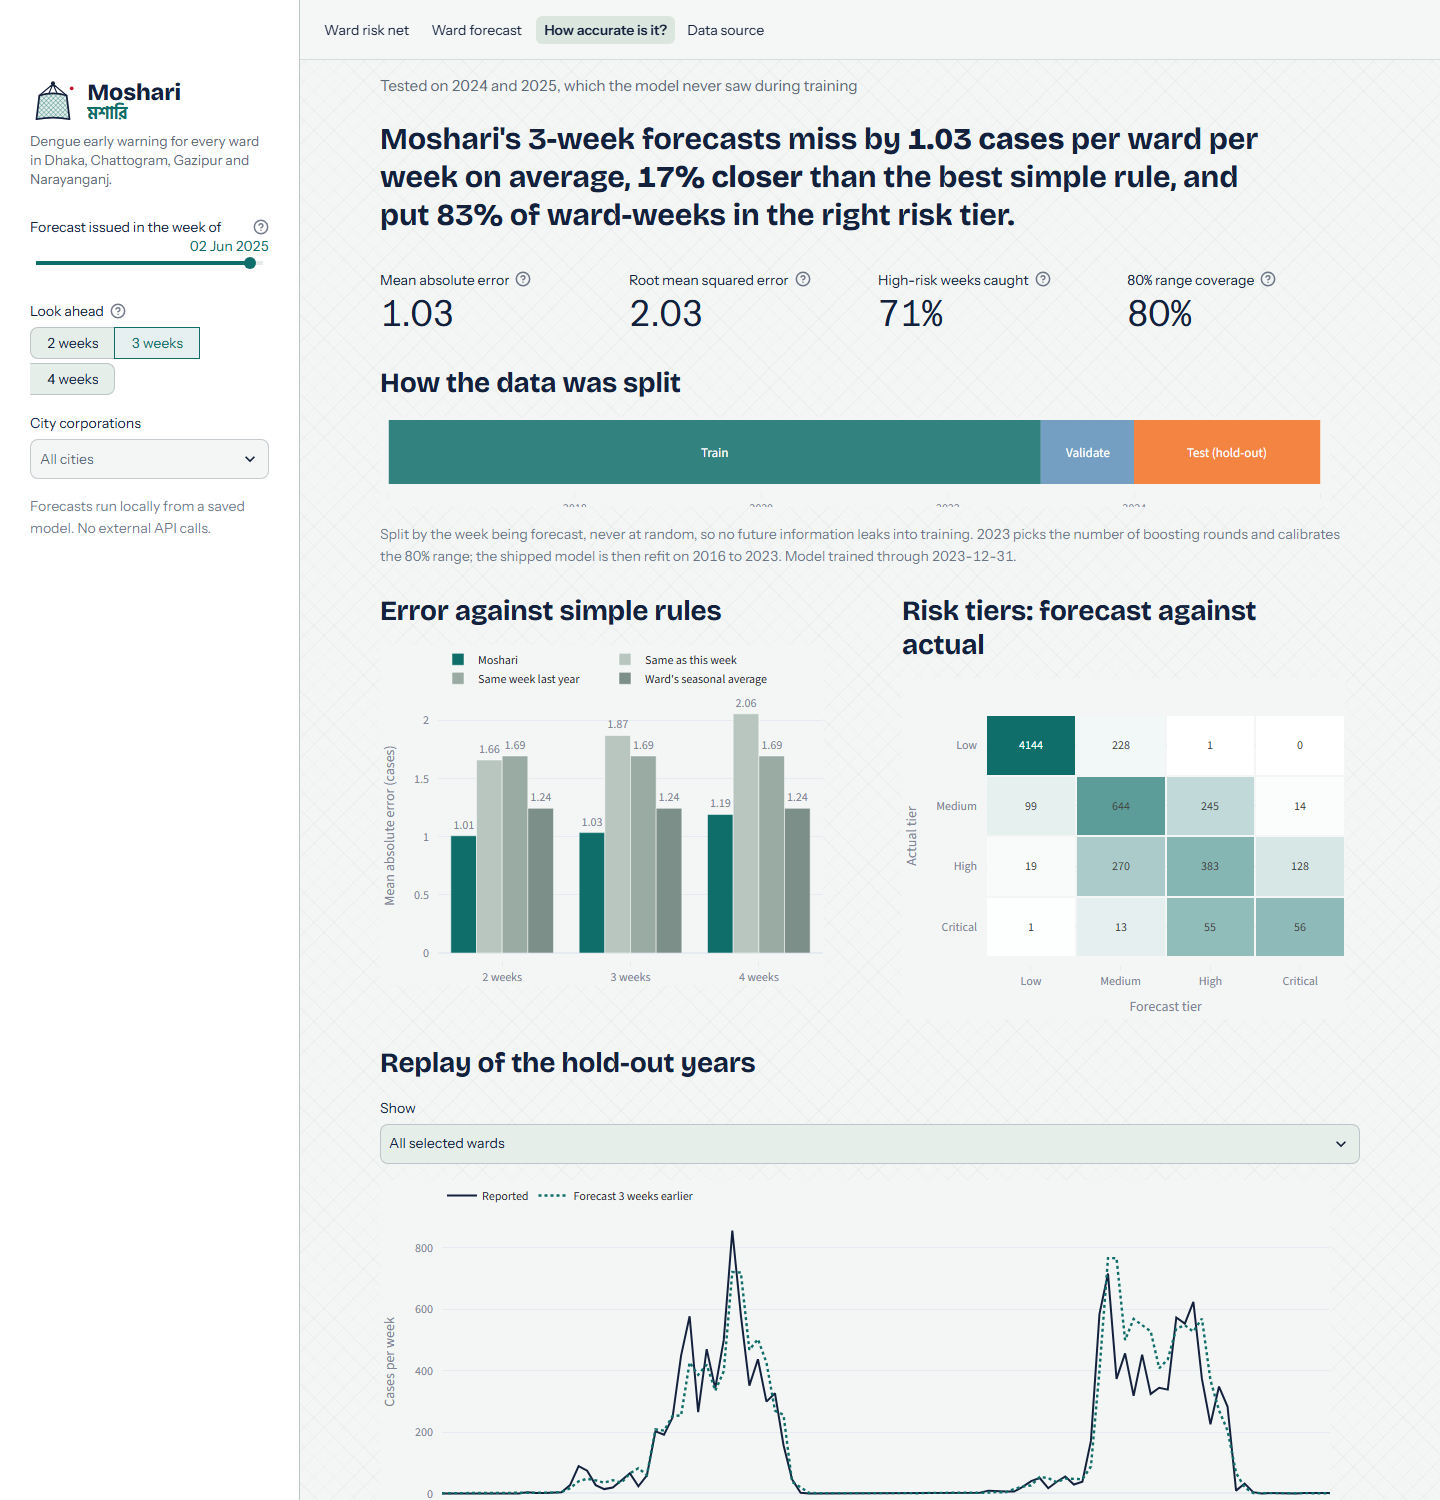 Ward risk net
Ward forecast
How accurate is it?
Data source
Moshari
মশারি
Dengue early warning for every ward
in Dhaka, Chattogram, Gazipur and
Narayanganj.
Forecast issued in the week of
02 Jun 2025
Look ahead
2 weeks
3 weeks
4 weeks
City corporations
All cities
Forecasts run locally from a saved
model. No external API calls.
Tested on 2024 and 2025, which the model never saw during training
Moshari's 3-week forecasts miss by 1.03 cases per ward per
week on average, 17% closer than the best simple rule, and
put 83% of ward-weeks in the right risk tier.
Mean absolute error
1.03
Root mean squared error
2.03
High-risk weeks caught
71%
80% range coverage
80%
How the data was split
Train
Validate
Test (hold-out)
Split by the week being forecast, never at random, so no future information leaks into training. 2023 picks the number of boosting rounds and calibrates
the 80% range; the shipped model is then refit on 2016 to 2023. Model trained through 2023-12-31.
Error against simple rules
Moshari
Same as this week
Same week last year
Ward's seasonal average
Mean absolute error (cases)
2
1.5
1
0.5
0
1.01
1.66
1.69
1.24
1.03
1.87
1.69
1.24
1.19
2.06
1.69
1.24
2 weeks
3 weeks
4 weeks
Risk tiers: forecast against
actual
Actual tier
Low 4144 228 1 0
Medium 99 644 245 14
High 19 270 383 128
Critical 1 13 55 56
Low Medium High Critical
Forecast tier
Replay of the hold-out years
Show
All selected wards
Reported
Forecast 3 weeks earlier
Cases per week
800
600
400
200
0